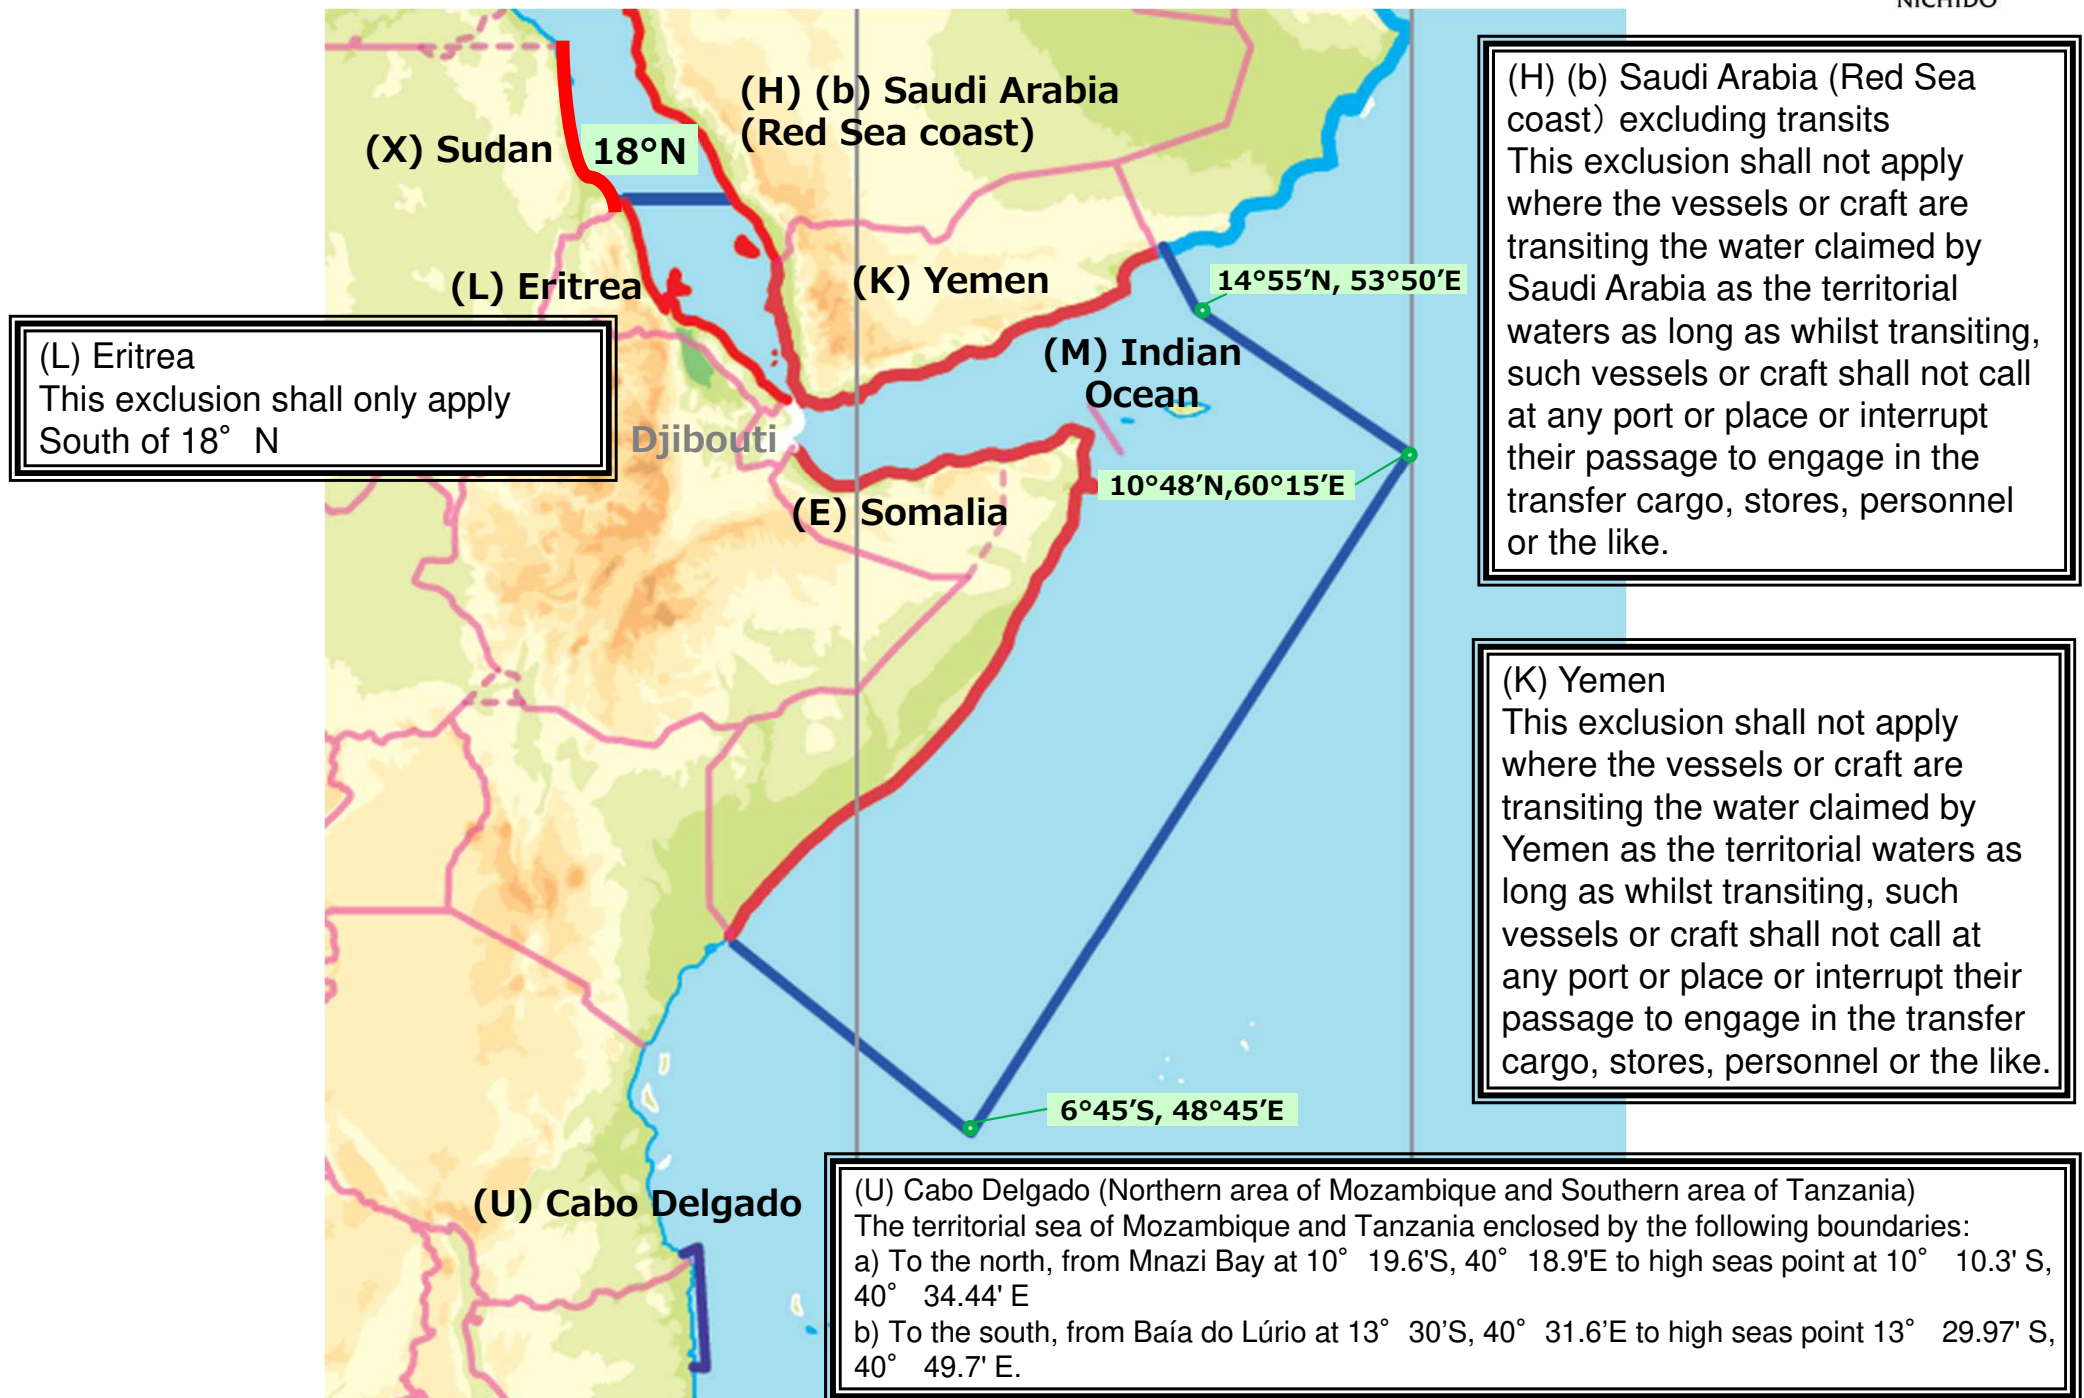 NICHIDO
(H) (b) Saudi Arabia
(Red Sea coast)
(X) Sudan
18°N
(L) Eritrea
(K) Yemen
14°55’N, 53°50’E
(M) Indian
Ocean
Djibouti
10°48’N,60°15’E
(E) Somalia
6°45’S, 48°45’E
(U) Cabo Delgado
(L) Eritrea
This exclusion shall only apply
South of 18° N
(H) (b) Saudi Arabia (Red Sea
coast）excluding transits
This exclusion shall not apply
where the vessels or craft are
transiting the water claimed by
Saudi Arabia as the territorial
waters as long as whilst transiting,
such vessels or craft shall not call
at any port or place or interrupt
their passage to engage in the
transfer cargo, stores, personnel
or the like.
(K) Yemen
This exclusion shall not apply
where the vessels or craft are
transiting the water claimed by
Yemen as the territorial waters as
long as whilst transiting, such
vessels or craft shall not call at
any port or place or interrupt their
passage to engage in the transfer
cargo, stores, personnel or the like.
(U) Cabo Delgado (Northern area of Mozambique and Southern area of Tanzania)
The territorial sea of Mozambique and Tanzania enclosed by the following boundaries:
a) To the north, from Mnazi Bay at 10° 19.6'S, 40° 18.9'E to high seas point at 10° 10.3' S,
40° 34.44' E
b) To the south, from Baía do Lúrio at 13° 30’S, 40° 31.6’E to high seas point 13° 29.97' S,
40° 49.7' E.